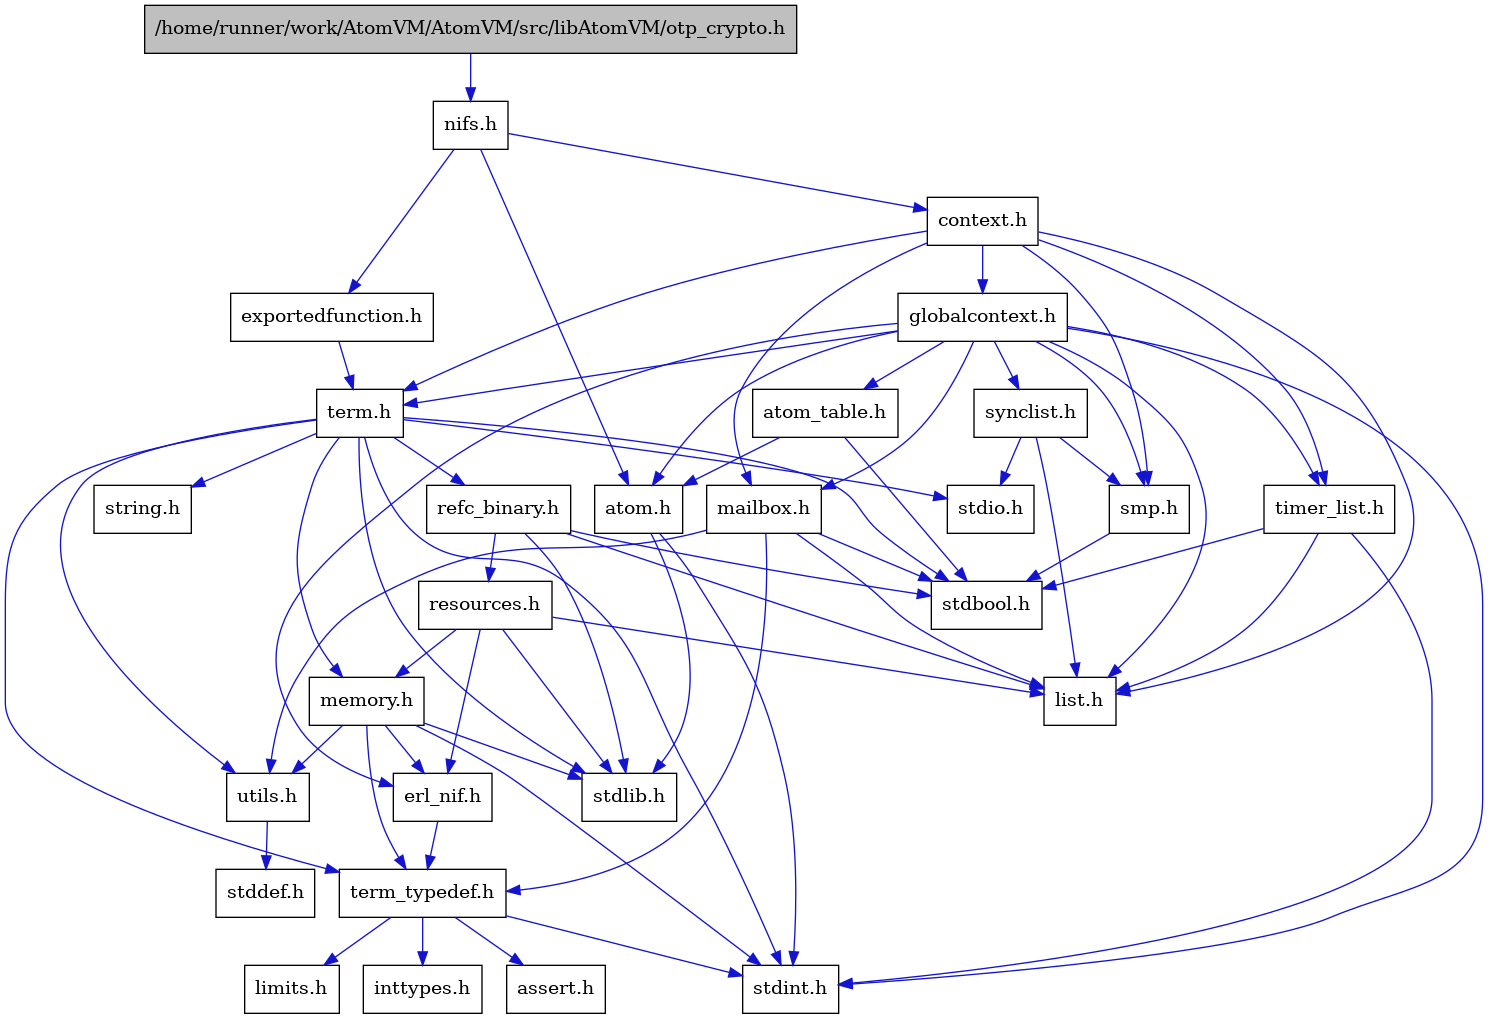 /home/runner/work/AtomVM/AtomVM/src/libAtomVM/otp_crypto.h
nifs.h
context.h
exportedfunction.h
globalcontext.h
term.h
atom_table.h
synclist.h
string.h
refc_binary.h
atom.h
mailbox.h
stdio.h
smp.h
timer_list.h
resources.h
stdbool.h
memory.h
list.h
utils.h
erl_nif.h
stdlib.h
stddef.h
term_typedef.h
limits.h
inttypes.h
assert.h
stdint.h